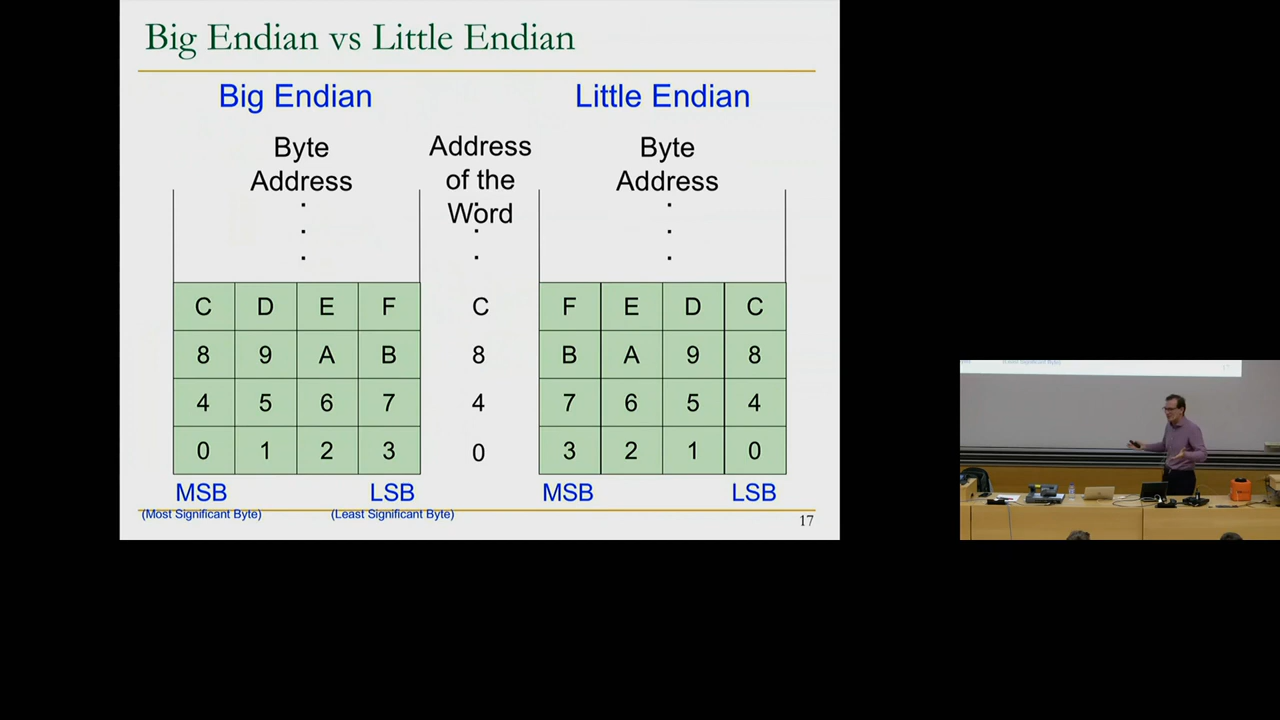 Big Endian vs Little Endian
Big Endian
Little Endian
Byte
Address
Address
of the
Word
Byte
Address
C D E F C F E D C
8 9 A B 8 B A 9 8
4 5 6 7 4 7 6 5 4
0 1 2 3 0 3 2 1 0
MSB LSB MSB LSB
(Most Significant Byte) (Least Significant Byte)
17